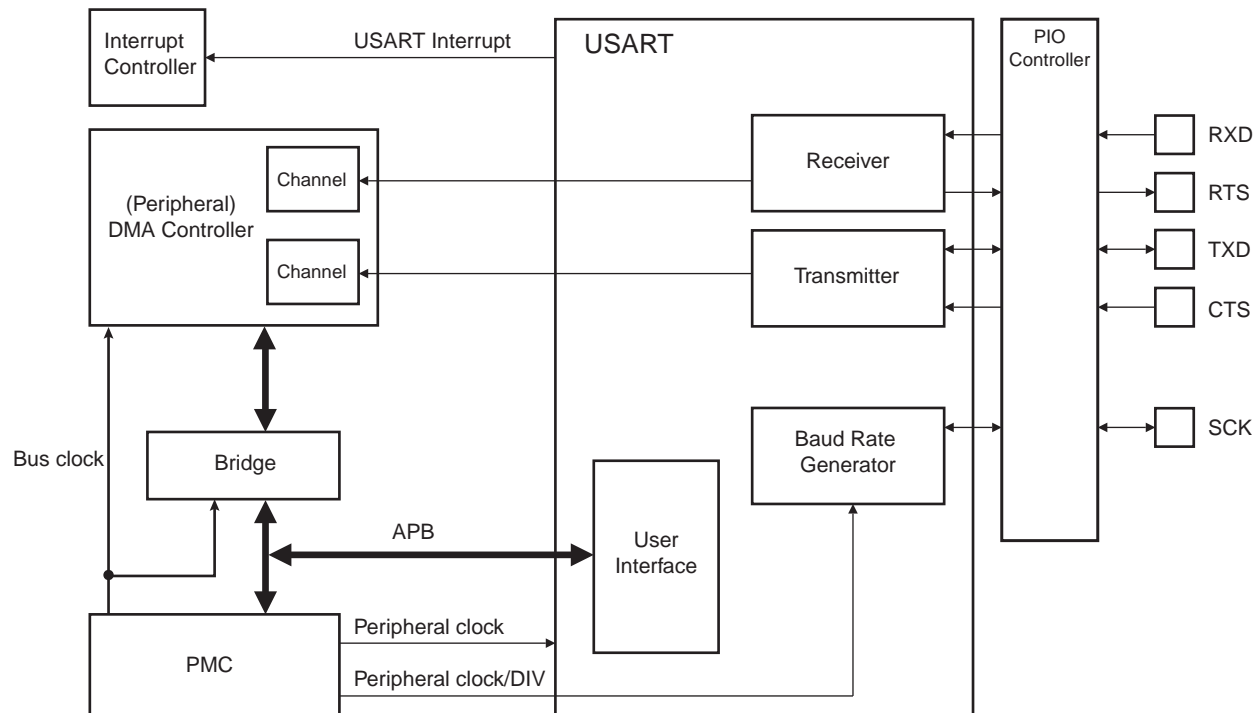 Interrupt
Controller
USART Interrupt
USART
PIO
Controller
(Peripheral)
DMA Controller
Channel
Channel
Receiver
Transmitter
RXD
RTS
TXD
CTS
SCK
Baud Rate
Generator
Bus clock
Bridge
APB
User
Interface
PMC
Peripheral clock
Peripheral clock/DIV